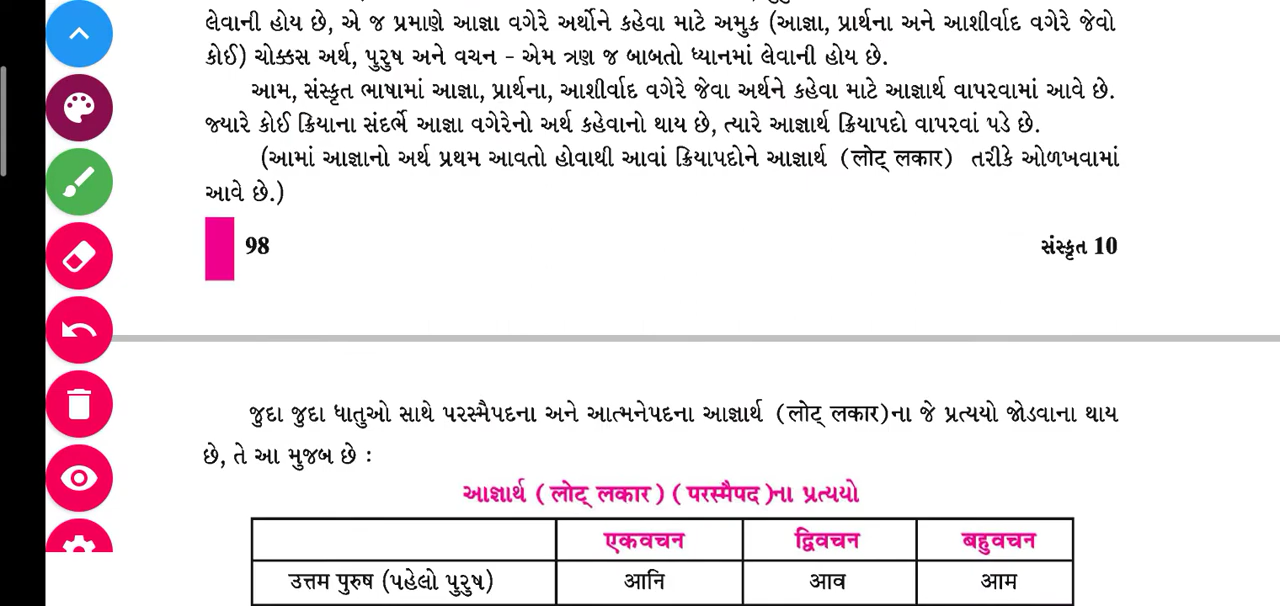 લેવાની હોય છે, એ જ પ્રમાણે આજ્ઞા વગેરે અર્થોને કહેવા માટે અમુક (આજ્ઞા, પ્રાર્થના અને આશીર્વાદ વગેરે જેવો
કોઈ) ચોક્કસ અર્થ, પુરુષ અને વચન - એમ ત્રણ જ બાબતો ધ્યાનમાં લેવાની હોય છે.
આમ, સંસ્કૃત ભાષામાં આજ્ઞા, પ્રાર્થના, આશીર્વાદ વગેરે જેવા અર્થને કહેવા માટે આજ્ઞાર્થ વાપરવામાં આવે છે.
જ્યારે કોઈ ક્રિયાના સંદર્ભે આજ્ઞા વગેરેનો અર્થ કહેવાનો થાય છે, ત્યારે આજ્ઞાર્થ ક્રિયાપદો વાપરવાં પડે છે.
(આમાં આજ્ઞાનો અર્થ પ્રથમ આવતો હોવાથી આવાં ક્રિયાપદોને આજ્ઞાર્થ (लोट् लकार) તરીકે ઓળખવામાં
આવે છે.)
98 સંસ્કૃત 10
જુદા જુદા ધાતુઓ સાથે પરસ્મૈપદના અને આત્મનેપદના આજ્ઞાર્થ (लोट् लकार)ના જે પ્રત્યયો જોડવાના થાય
છે, તે આ મુજબ છે :
આજ્ઞાર્થ (लोट् लकार) (परस्मैपद)ના પ્રત્યયો
एकवचन द्विवचन बहुवचन
उत्तम पुरुष (પહેલો પુરુષ) आनि आव आम